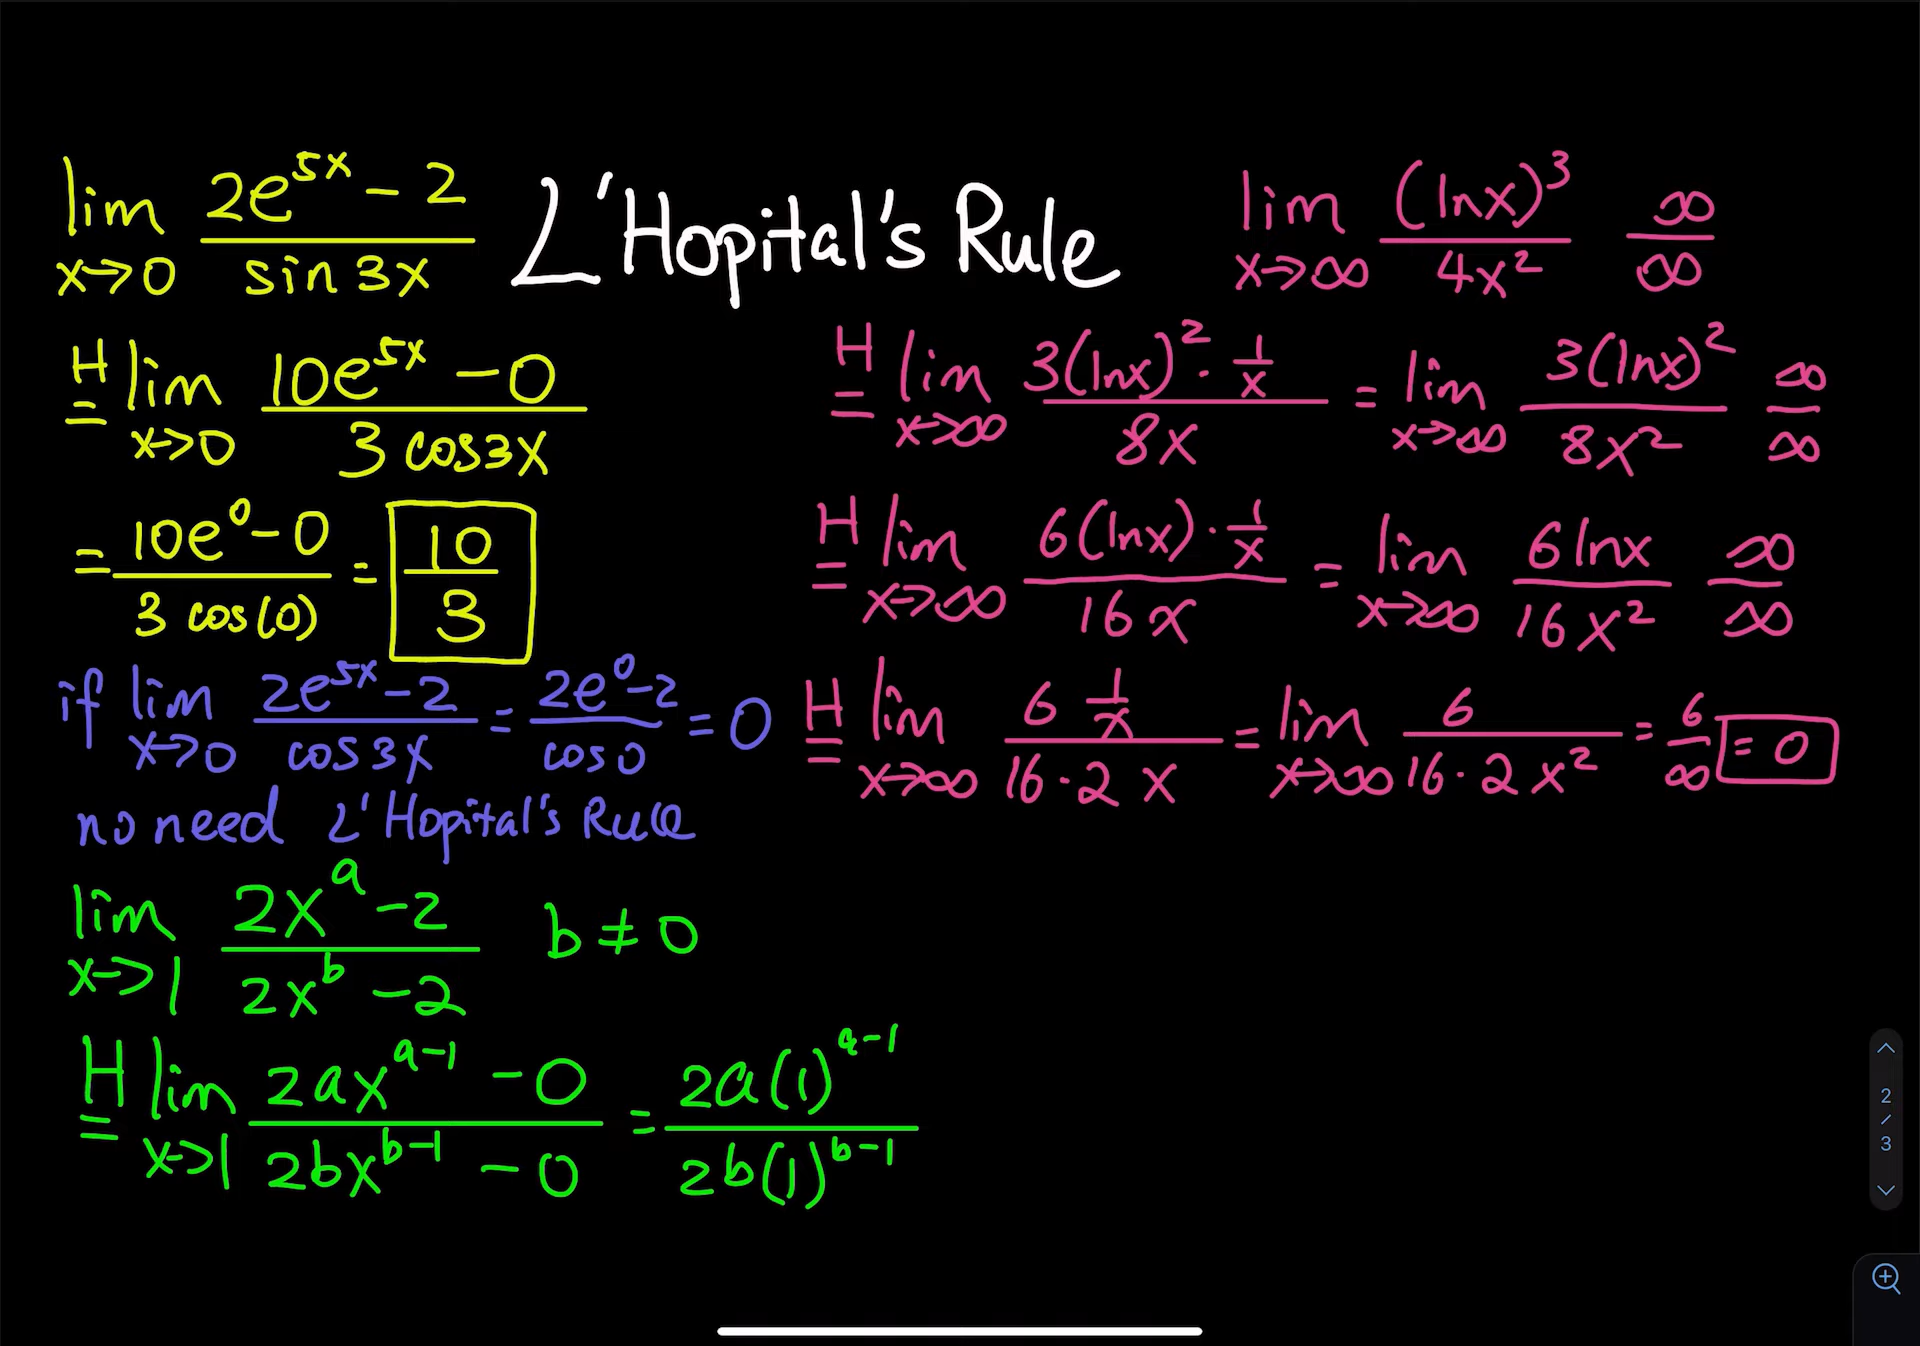 L'Hopital's Rule
lim x→0 (2e^(5x) − 2)/(sin 3x)
H= lim x→0 (10e^(5x) − 0)/(3 cos3x)
= (10e^0 − 0)/(3 cos(0)) = 10/3
if lim x→0 (2e^(5x) − 2)/(cos3x) = (2e^0 − 2)/(cos0) = 0
no need L'Hopital's Rule
lim x→1 (2x^a − 2)/(2x^b − 2) b ≠ 0
H= lim x→1 (2ax^(a−1) − 0)/(2bx^(b−1) − 0) = (2a(1)^(a−1))/(2b(1)^(b−1))
lim x→∞ (lnx)^3/(4x^2) ∞/∞
H= lim x→∞ (3(lnx)^2 · 1/x)/(8x) = lim x→∞ (3(lnx)^2)/(8x^2) ∞/∞
H= lim x→∞ (6(lnx) · 1/x)/(16x) = lim x→∞ (6lnx)/(16x^2) ∞/∞
H= lim x→∞ (6 1/x)/(16·2x) = lim x→∞ 6/(16·2x^2) = 6/∞ = 0
2
/
3